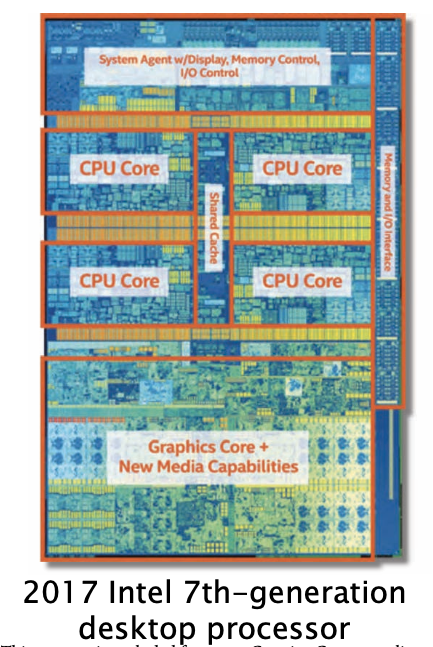 System Agent w/Display, Memory Control,
I/O Control
CPU Core
CPU Core
Shared Cache
Memory and I/O Interface
CPU Core
CPU Core
Graphics Core +
New Media Capabilities
2017 Intel 7th-generation
desktop processor